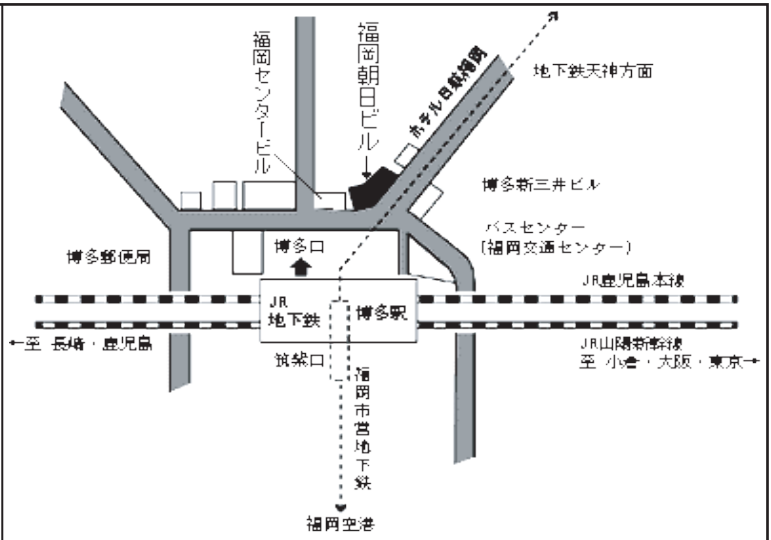 福岡センタービル
福岡朝日ビル
ホテル日航福岡
地下鉄天神方面
博多新三井ビル
バスセンター
(福岡交通センター)
博多郵便局
博多口
JR鹿児島本線
JR
地下鉄
博多駅
←至 長崎・鹿児島
JR山陽新幹線
至 小倉・大阪・東京→
筑紫口
福岡市営地下鉄
福岡空港